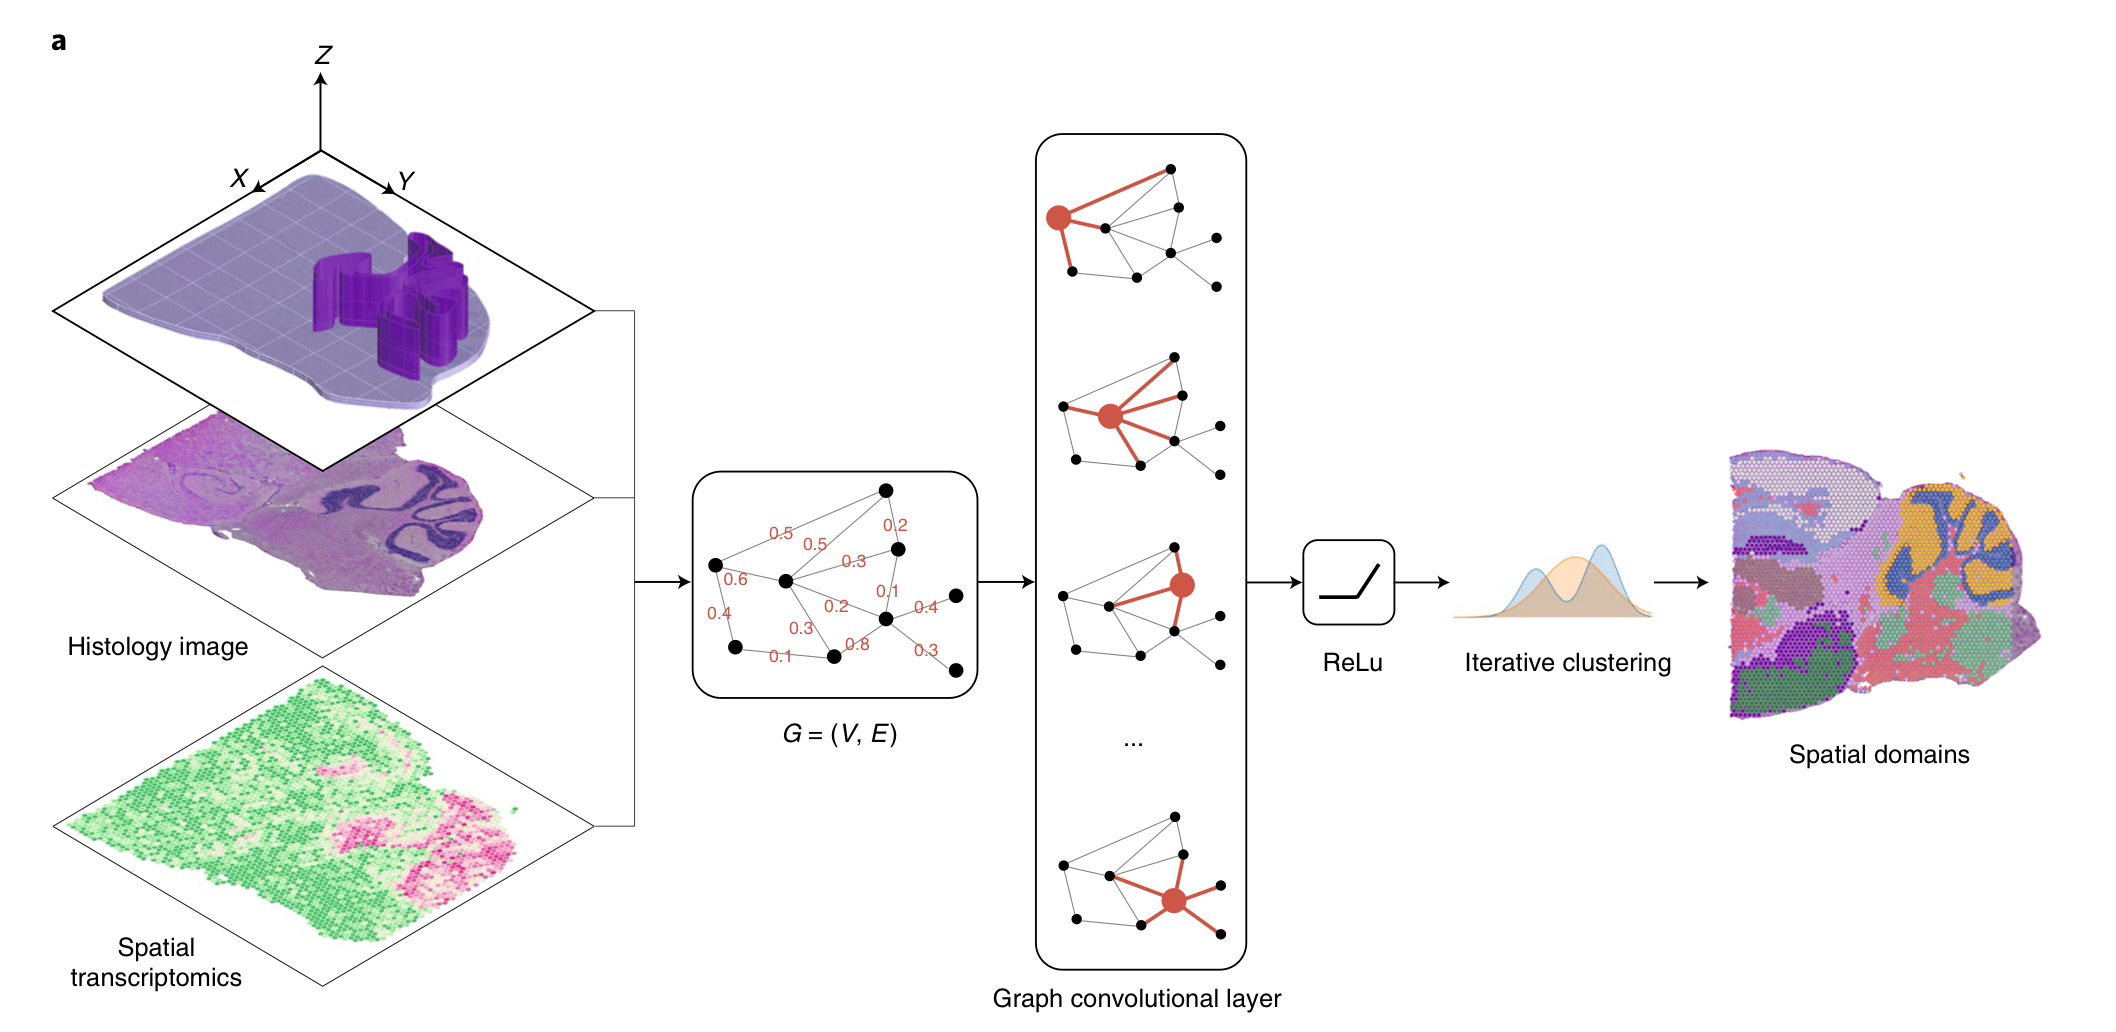 a
Z
X
Y
Histology image
Spatial
transcriptomics
0.5
0.2
0.5
0.3
0.6
0.1
0.4
0.2
0.4
0.3
0.8
0.3
0.1
G = (V, E)
...
Graph convolutional layer
ReLu
Iterative clustering
Spatial domains